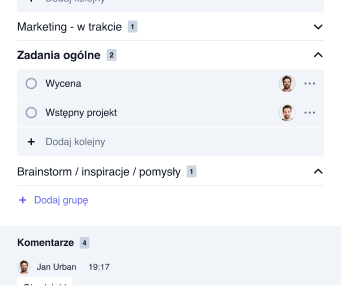 Dodaj kolejny
Marketing - w trakcie 1
Zadania ogólne 2
Wycena
Wstępny projekt
Dodaj kolejny
Brainstorm / inspiracje / pomysły 1
Dodaj grupę
Komentarze 4
Jan Urban 19:17